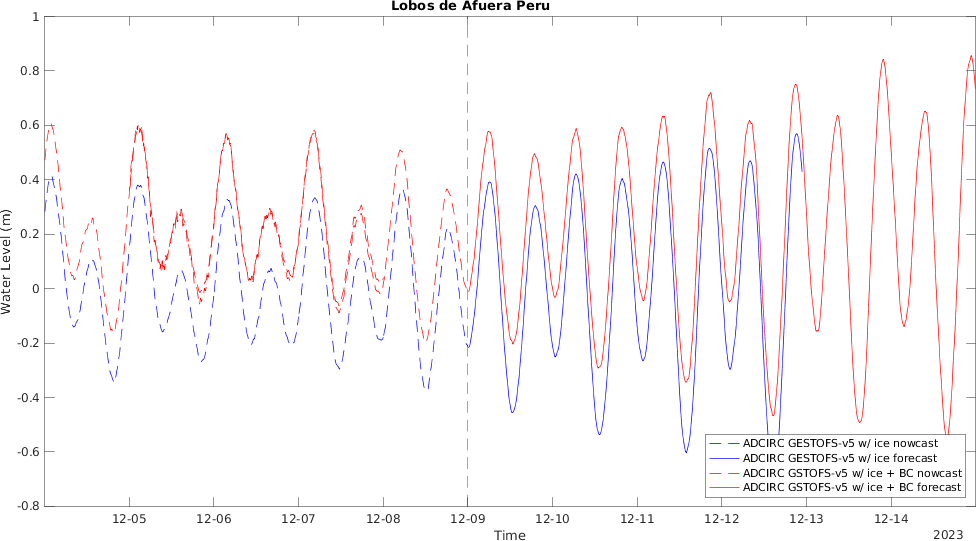 Lobos de Afuera Peru
1
0.8
0.6
0.4
0.2
0
-0.2
-0.4
-0.6
-0.8
Water Level (m)
ADCIRC GESTOFS-v5 w/ ice nowcast
ADCIRC GESTOFS-v5 w/ ice forecast
ADCIRC GSTOFS-v5 w/ ice + BC nowcast
ADCIRC GSTOFS-v5 w/ ice + BC forecast
12-05 12-06 12-07 12-08 12-09 12-10 12-11 12-12 12-13 12-14
Time
2023